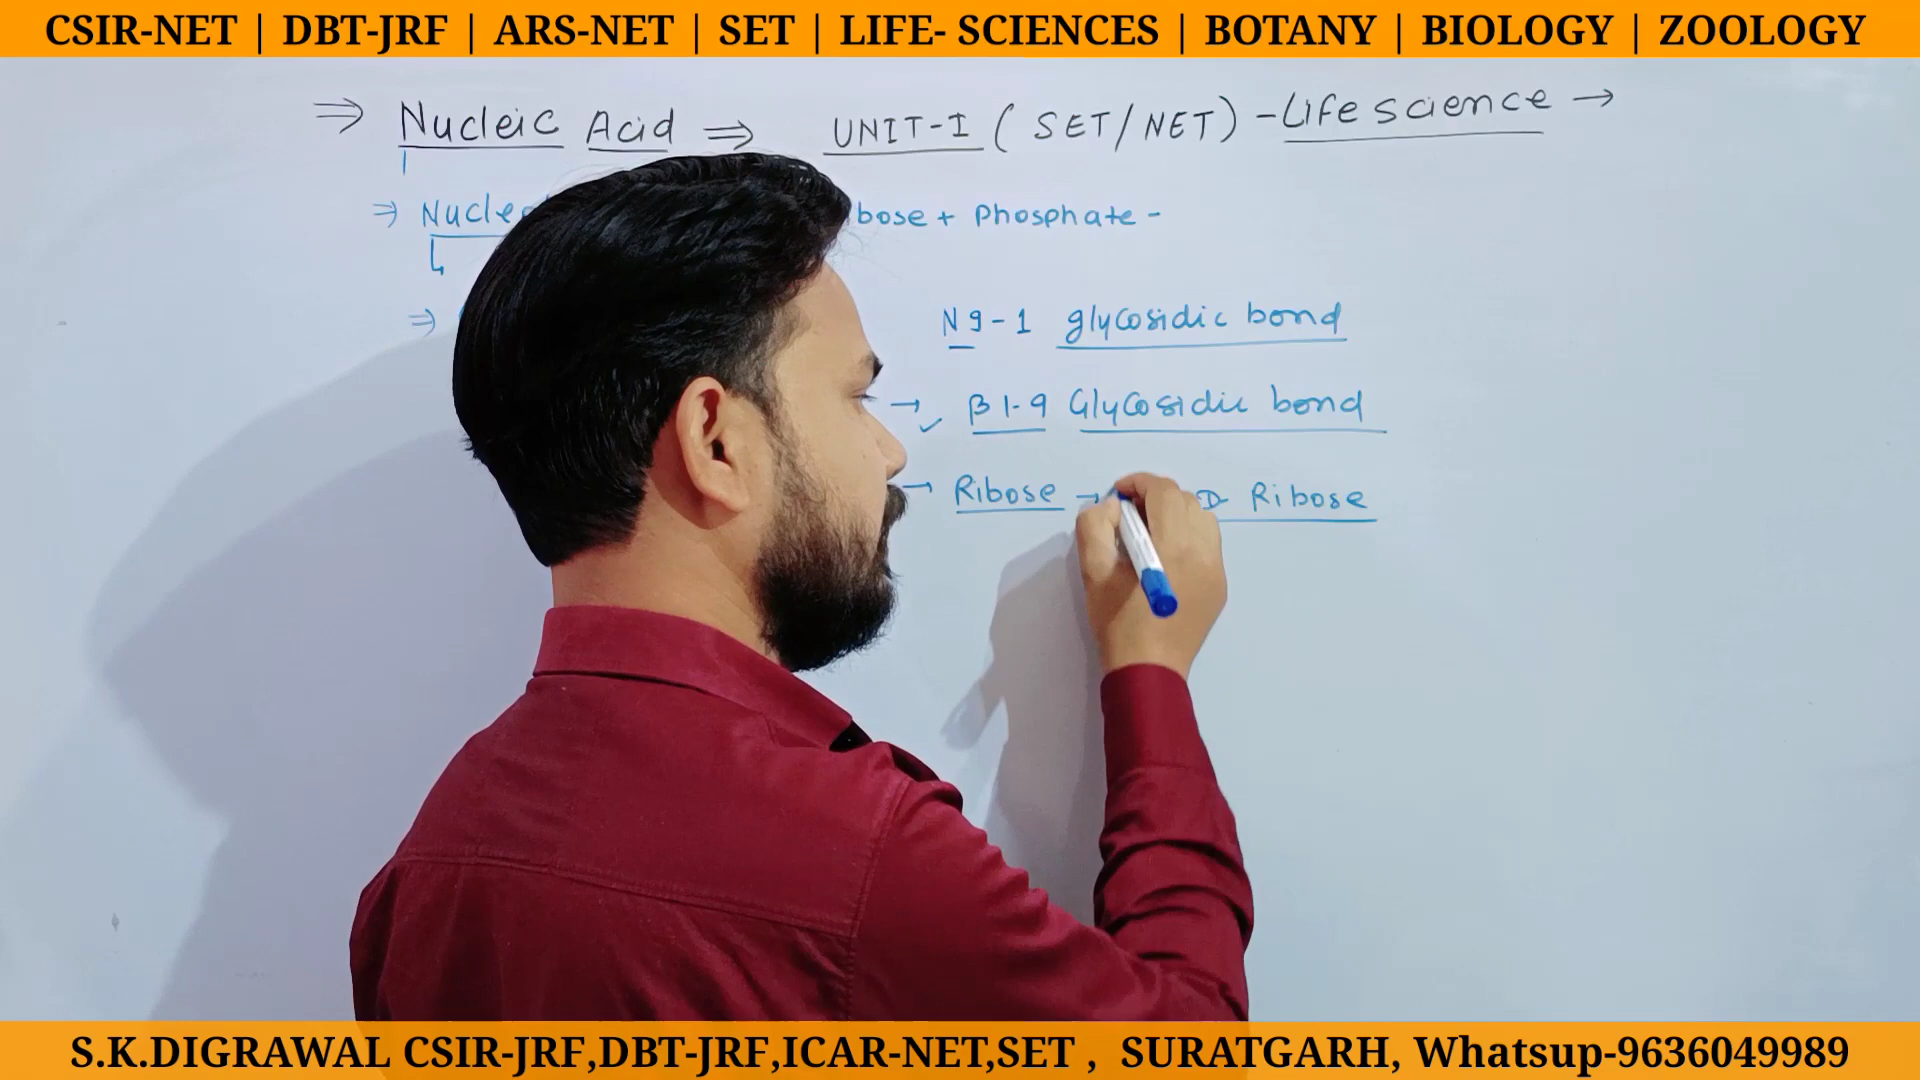 CSIR-NET | DBT-JRF | ARS-NET | SET | LIFE- SCIENCES | BOTANY | BIOLOGY | ZOOLOGY
⇒ Nucleic Acid ⇒ UNIT-I ( SET/NET) - Life science →
⇒ Nucle bose + Phosphate -
⇒ N9-1 glycosidic bond
→ β 1-9 Glycosidic bond
→ Ribose → D Ribose
S.K.DIGRAWAL CSIR-JRF,DBT-JRF,ICAR-NET,SET , SURATGARH, Whatsup-9636049989